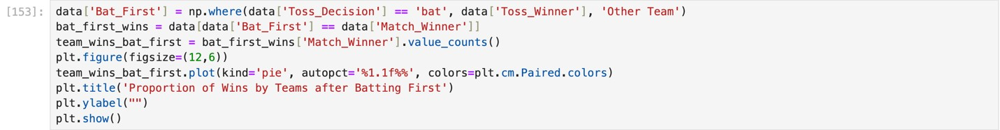 [153]: data['Bat_First'] = np.where(data['Toss_Decision'] == 'bat', data['Toss_Winner'], 'Other Team')
bat_first_wins = data[data['Bat_First'] == data['Match_Winner']]
team_wins_bat_first = bat_first_wins['Match_Winner'].value_counts()
plt.figure(figsize=(12,6))
team_wins_bat_first.plot(kind='pie', autopct='%1.1f%%', colors=plt.cm.Paired.colors)
plt.title('Proportion of Wins by Teams after Batting First')
plt.ylabel("")
plt.show()